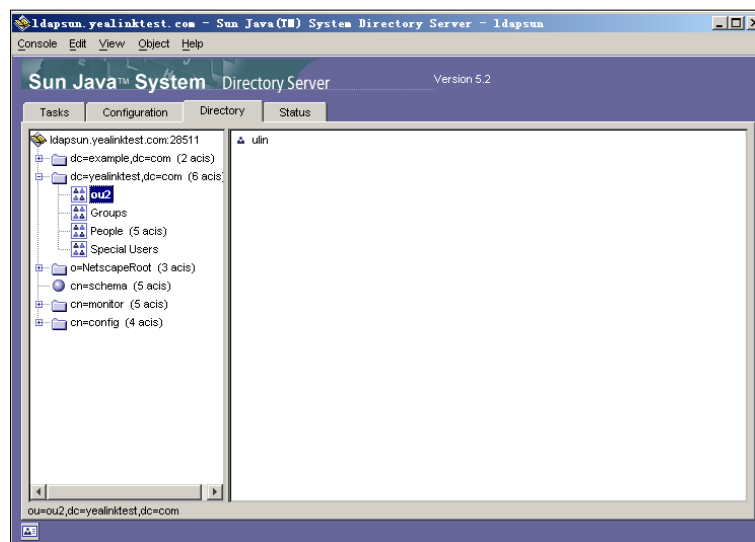 ldapsun.yealinktest.com - Sun Java(TM) System Directory Server - ldapsun
Console Edit View Object Help
Sun Java™ System Directory Server
Version 5.2
Tasks Configuration Directory Status
ldapsun.yealinktest.com:28511
dc=example,dc=com (2 acis)
dc=yealinktest,dc=com (6 acis)
ou2
Groups
People (5 acis)
Special Users
o=NetscapeRoot (3 acis)
cn=schema (5 acis)
cn=monitor (5 acis)
cn=config (4 acis)
ulin
ou=ou2,dc=yealinktest,dc=com